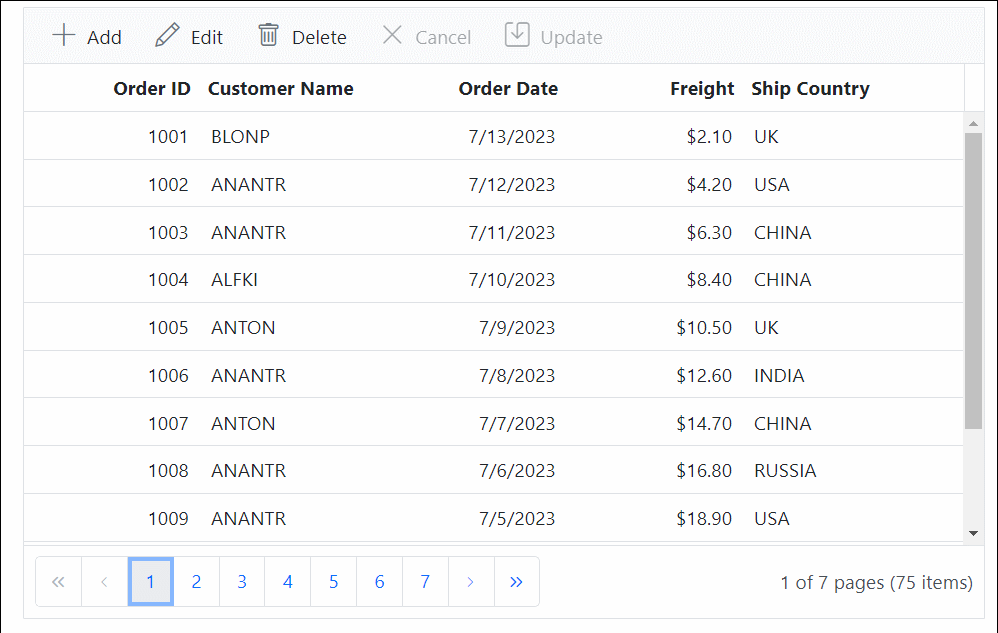 Add Edit Delete Cancel Update
Order ID Customer Name Order Date Freight Ship Country
1001 BLONP 7/13/2023 $2.10 UK
1002 ANANTR 7/12/2023 $4.20 USA
1003 ANANTR 7/11/2023 $6.30 CHINA
1004 ALFKI 7/10/2023 $8.40 CHINA
1005 ANTON 7/9/2023 $10.50 UK
1006 ANANTR 7/8/2023 $12.60 INDIA
1007 ANTON 7/7/2023 $14.70 CHINA
1008 ANANTR 7/6/2023 $16.80 RUSSIA
1009 ANANTR 7/5/2023 $18.90 USA
« ‹ 1 2 3 4 5 6 7 › » 1 of 7 pages (75 items)